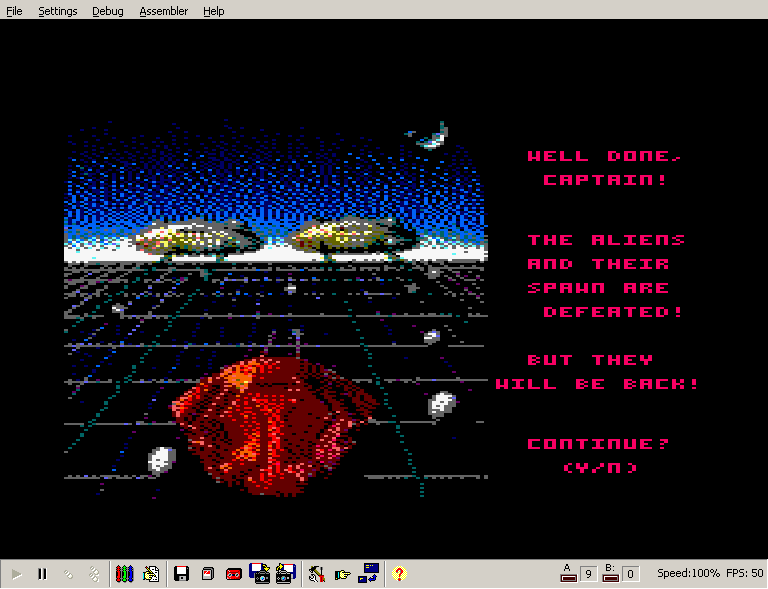 File Settings Debug Assembler Help
WELL DONE,
CAPTAIN!
THE ALIENS
AND THEIR
SPAWN ARE
DEFEATED!
BUT THEY
WILL BE BACK!
CONTINUE?
(Y/N)
A 9 B: 0 Speed:100% FPS: 50